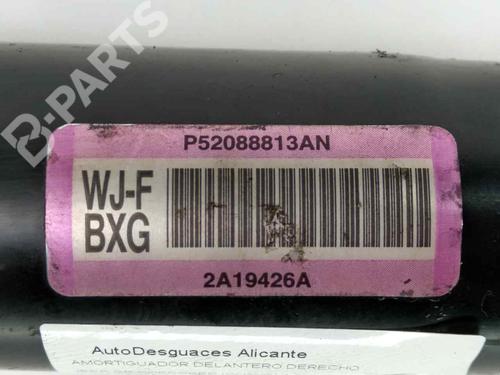 B-PARTS
P52088813AN
WJ-F
BXG
2A19426A
AutoDesguaces Alicante
AMORTIGUADOR DELANTERO DERECHO